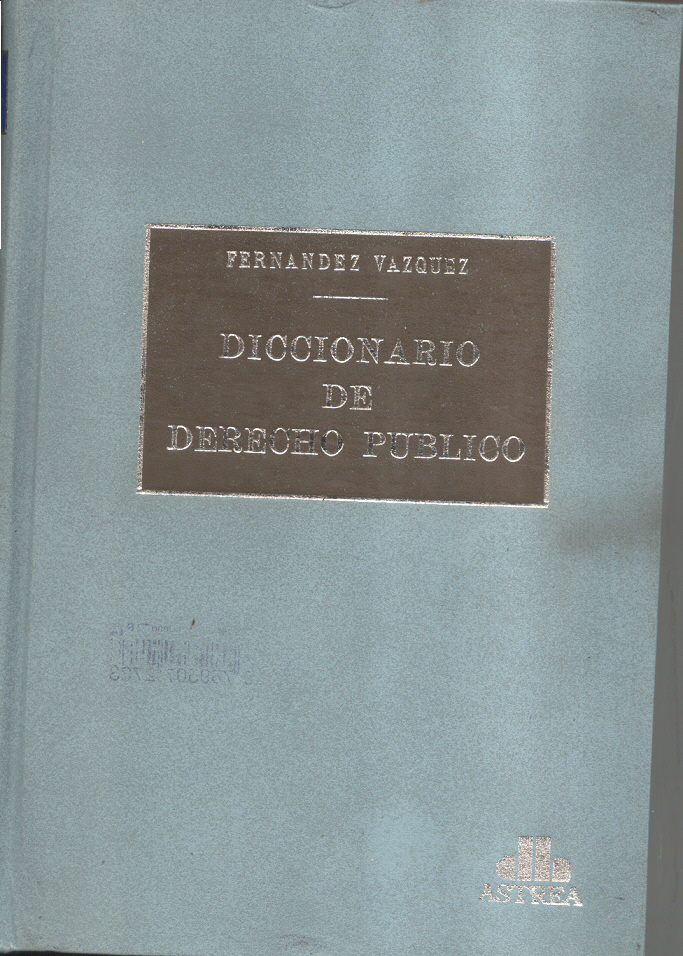 FERNANDEZ VAZQUEZ
DICCIONARIO
DE
DERECHO PUBLICO
ASTREA